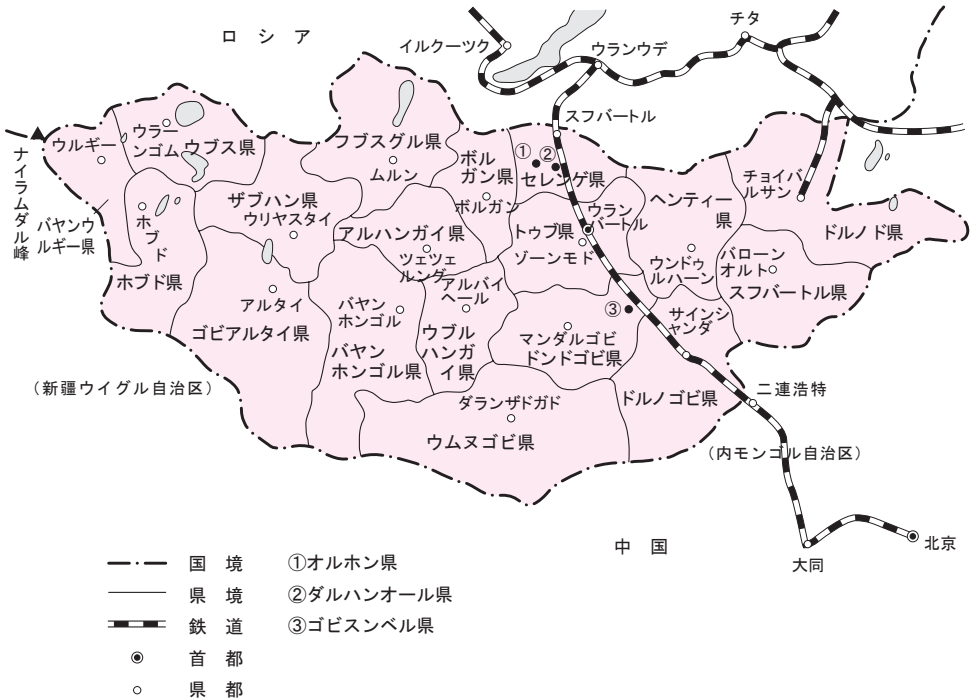 ロシア
イルクーツク
ウランウデ
チタ
スフバートル
ナイラムダル峰
ウルギー
バヤンウ
ルギー県
ウラー
ンゴム
ウブス県
ホブド
ホブド県
ザブハン県
ウリヤスタイ
フブスグル県
ムルン
ボル
ガン県
ボルガン
①
②
セレンゲ県
アルハンガイ県
ツェツェ
ルレグ
トゥブ県
ウラン
バートル
ゾーンモド
ヘンティー
県
ウンドゥ
ルハーン
チョイバ
ルサン
ドルノド県
バローン
オルト
スフバートル県
アルタイ
ゴビアルタイ県
バヤン
ホンゴル
バヤン
ホンゴル県
アルバイ
ヘール
ウブル
ハンガ
イ県
③
マンダルゴビ
ドンドゴビ県
サインシ
ャンダ
ドルノゴビ県
ダランザドガド
ウムヌゴビ県
二連浩特
(新疆ウイグル自治区)
(内モンゴル自治区)
中国
大同
北京
国境
県境
鉄道
首都
県都
①オルホン県
②ダルハンオール県
③ゴビスンベル県